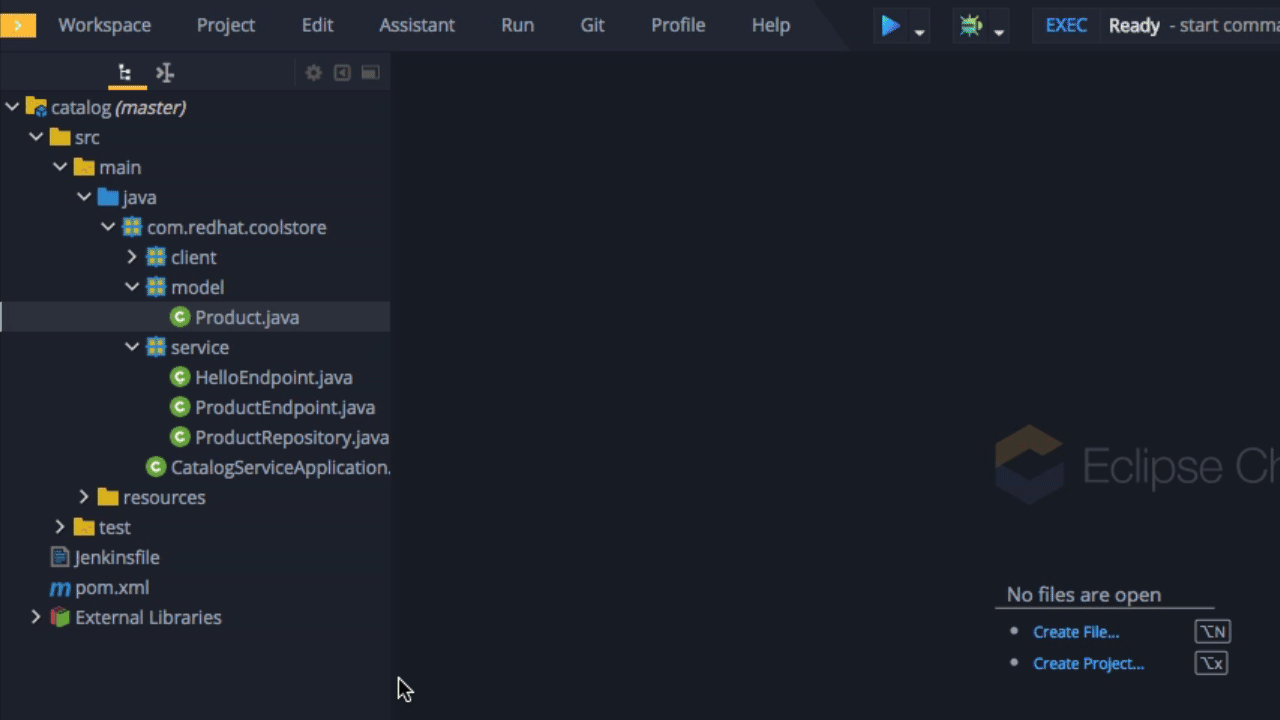 Workspace Project Edit Assistant Run Git Profile Help EXEC Ready - start comma
catalog (master)
src
main
java
com.redhat.coolstore
client
model
Product.java
service
HelloEndpoint.java
ProductEndpoint.java
ProductRepository.java
CatalogServiceApplication.
resources
test
Jenkinsfile
pom.xml
External Libraries
Eclipse Ch
No files are open
Create File... ⌥N
Create Project... ⌥x